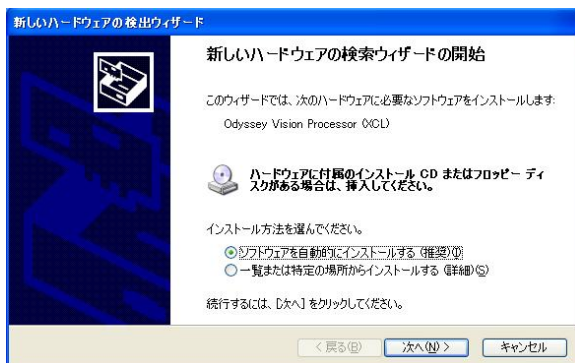 新しいハードウェアの検出ウィザード
新しいハードウェアの検索ウィザードの開始
このウィザードでは、次のハードウェアに必要なソフトウェアをインストールします:
Odyssey Vision Processor (XCL)
ハードウェアに付属のインストール CD またはフロッピー ディ
スクがある場合は、挿入してください。
インストール方法を選んでください。
ソフトウェアを自動的にインストールする (推奨)(I)
一覧または特定の場所からインストールする (詳細)(S)
続行するには、[次へ] をクリックしてください。
< 戻る(B)
次へ(N) >
キャンセル